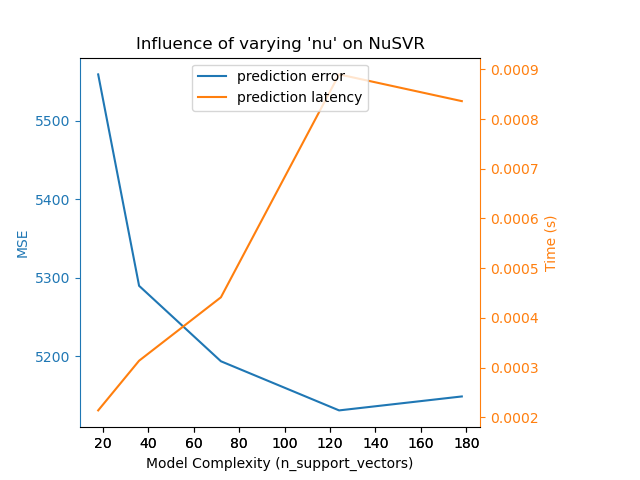 Influence of varying 'nu' on NuSVR
prediction error
prediction latency
5500
5400
5300
5200
MSE
0.0009
0.0008
0.0007
0.0006
0.0005
0.0004
0.0003
0.0002
Time (s)
20 40 60 80 100 120 140 160 180
Model Complexity (n_support_vectors)